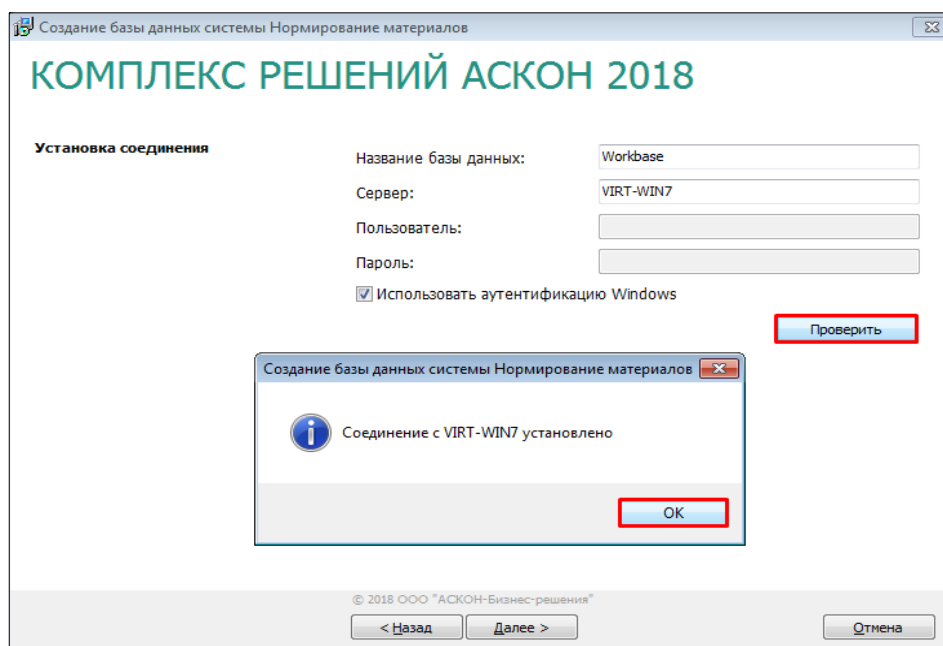 Создание базы данных системы Нормирование материалов
КОМПЛЕКС РЕШЕНИЙ АСКОН 2018
Установка соединения
Название базы данных: Workbase
Сервер: VIRT-WIN7
Пользователь:
Пароль:
Использовать аутентификацию Windows
Проверить
Создание базы данных системы Нормирование материалов
Соединение с VIRT-WIN7 установлено
OK
© 2018 ООО "АСКОН-Бизнес-решения"
< Назад Далее > Отмена